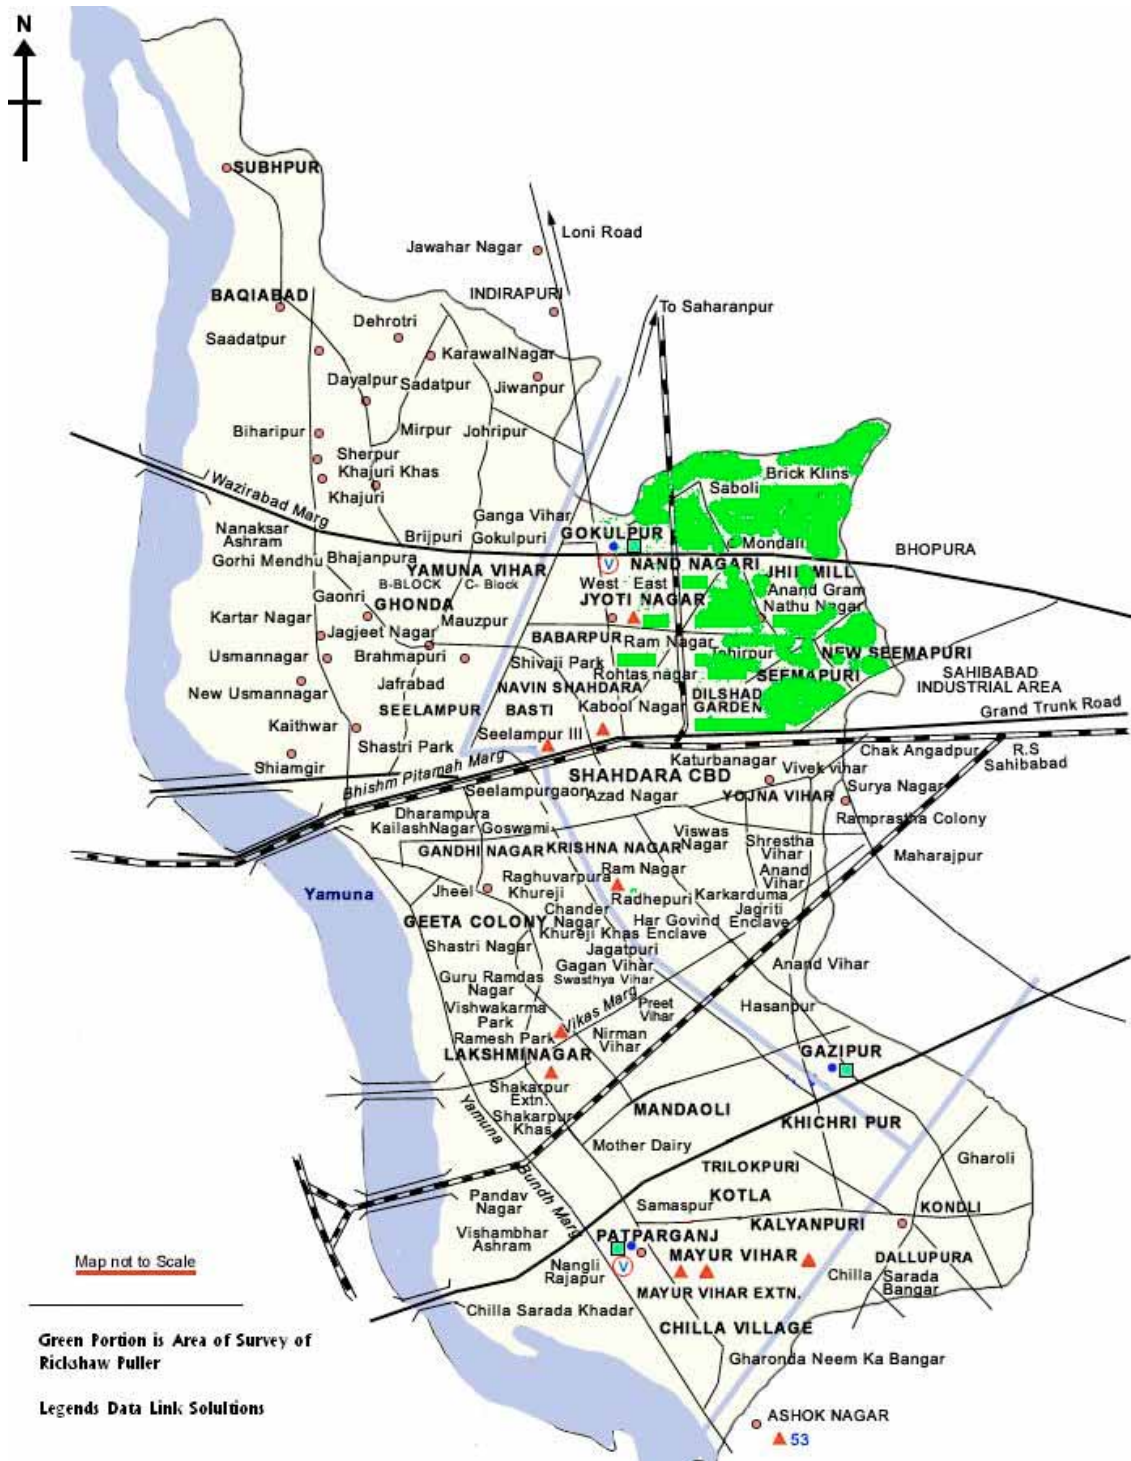 N
SUBHPUR
Loni Road
Jawahar Nagar
INDIRAPURI
BAQIABAD
To Saharanpur
Dehrotri
Saadatpur
KarawalNagar
Dayalpur
Sadatpur
Jiwanpur
Biharipur
Mirpur
Johripur
Sherpur
Khajuri Khas
Khajuri
Brick Klins
Saboli
Wazirabad Marg
Nanaksar
Ashram
Ganga Vihar
Brijpuri
Gokulpuri
GOKULPUR
Mondali
BHOPURA
Gorhi Mendhu
Bhajanpura
YAMUNA VIHAR
V
NAND NAGARI
JHILMILL
B-BLOCK
C- Block
West
East
Anand Gram
Gaonri
GHONDA
JYOTI NAGAR
Nathu Nagar
Kartar Nagar
Mauzpur
Jagjeet Nagar
BABARPUR
Ram Nagar
Usmannagar
Brahmapuri
Shivaji Park
NEW SEEMAPURI
Rohtas nagar
SEEMAPURI
SAHIBABAD
INDUSTRIAL AREA
New Usmannagar
Jafrabad
NAVIN SHAHDARA
DILSHAD
GARDEN
SEELAMPUR
BASTI
Kabool Nagar
Grand Trunk Road
Kaithwar
Seelampur III
Shastri Park
Chak Angadpur
R.S
Sahibabad
Shiamgir
Bhishm Pitamah Marg
Katurbanagar
SHAHDARA CBD
Vivek vihar
Seelampurgaon
Azad Nagar
YOJNA VIHAR
Surya Nagar
Dharampura
Ramprastha Colony
KailashNagar
Goswami
Viswas
Nagar
Shrestha
Vihar
GANDHI NAGAR
KRISHNA NAGAR
Maharajpur
Ram Nagar
Anand
Vihar
Raghuvarpura
Jheel
Khureji
Radhepuri
Karkarduma
Yamuna
Chander
Nagar
Jagriti
Enclave
GEETA COLONY
Har Govind
Enclave
Khureji Khas
Shastri Nagar
Jagatpuri
Gagan Vihar
Anand Vihar
Guru Ramdas
Nagar
Swasthya Vihar
Vikas Marg
Preet
Vihar
Hasanpur
Vishwakarma
Park
Ramesh Park
Nirman
Vihar
LAKSHMINAGAR
GAZIPUR
Shakarpur
Extn.
Yamuna
Shakarpur
Khas
MANDAOLI
KHICHRI PUR
Mother Dairy
Gharoli
TRILOKPURI
Bundh Marg
Pandav
Nagar
Samaspur
KOTLA
KONDLI
KALYANPURI
Vishambhar
Ashram
PATPARGANJ
MAYUR VIHAR
DALLUPURA
Map not to Scale
Nangli
Rajapur
V
Chilla Sarada
Bangar
MAYUR VIHAR EXTN.
Chilla Sarada Khadar
CHILLA VILLAGE
Green Portion is Area of Survey of
Rickshaw Puller
Gharonda Neem Ka Bangar
Legends Data Link Solultions
ASHOK NAGAR
53